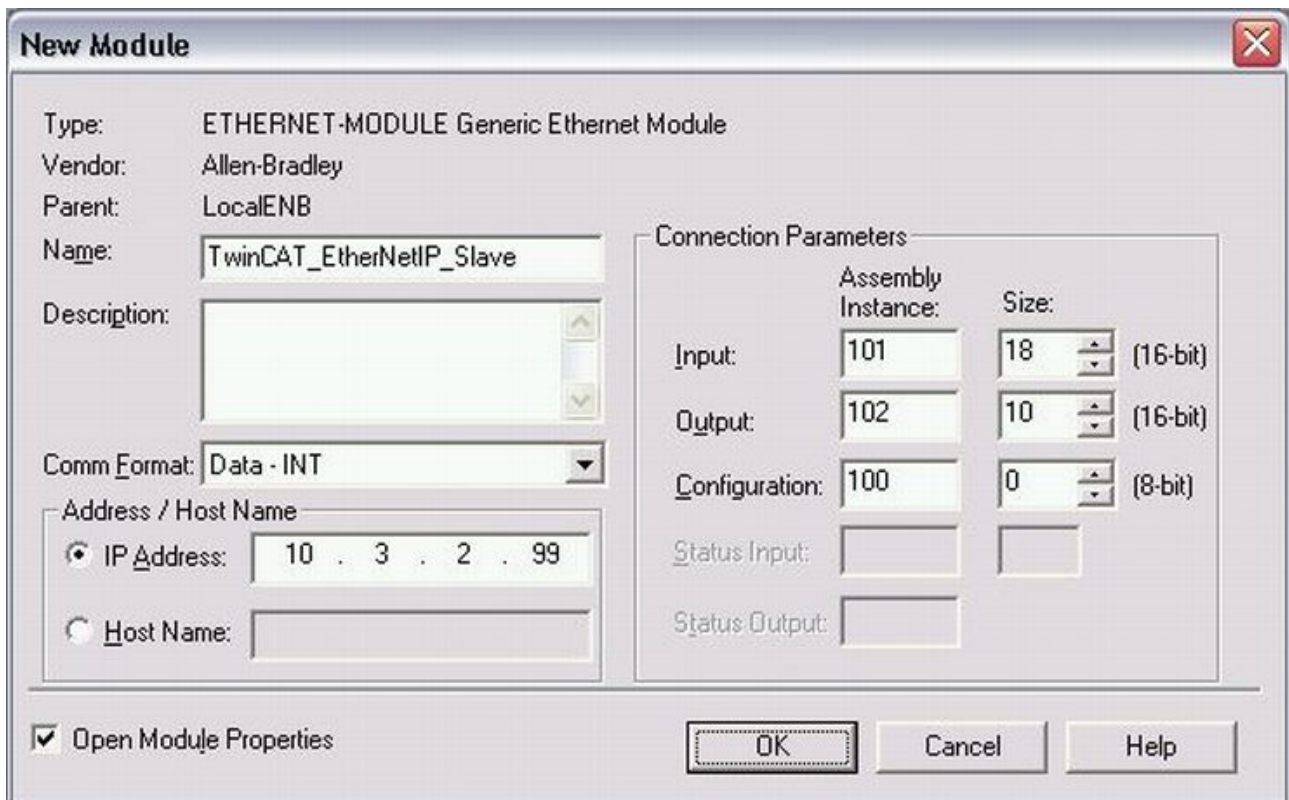 New Module
Type: ETHERNET-MODULE Generic Ethernet Module
Vendor: Allen-Bradley
Parent: LocalENB
Name: TwinCAT_EtherNetIP_Slave
Description:
Comm Format: Data - INT
Address / Host Name
IP Address: 10 . 3 . 2 . 99
Host Name:
Connection Parameters
Assembly
Instance: Size:
Input: 101 18 (16-bit)
Output: 102 10 (16-bit)
Configuration: 100 0 (8-bit)
Status Input:
Status Output:
Open Module Properties
OK Cancel Help